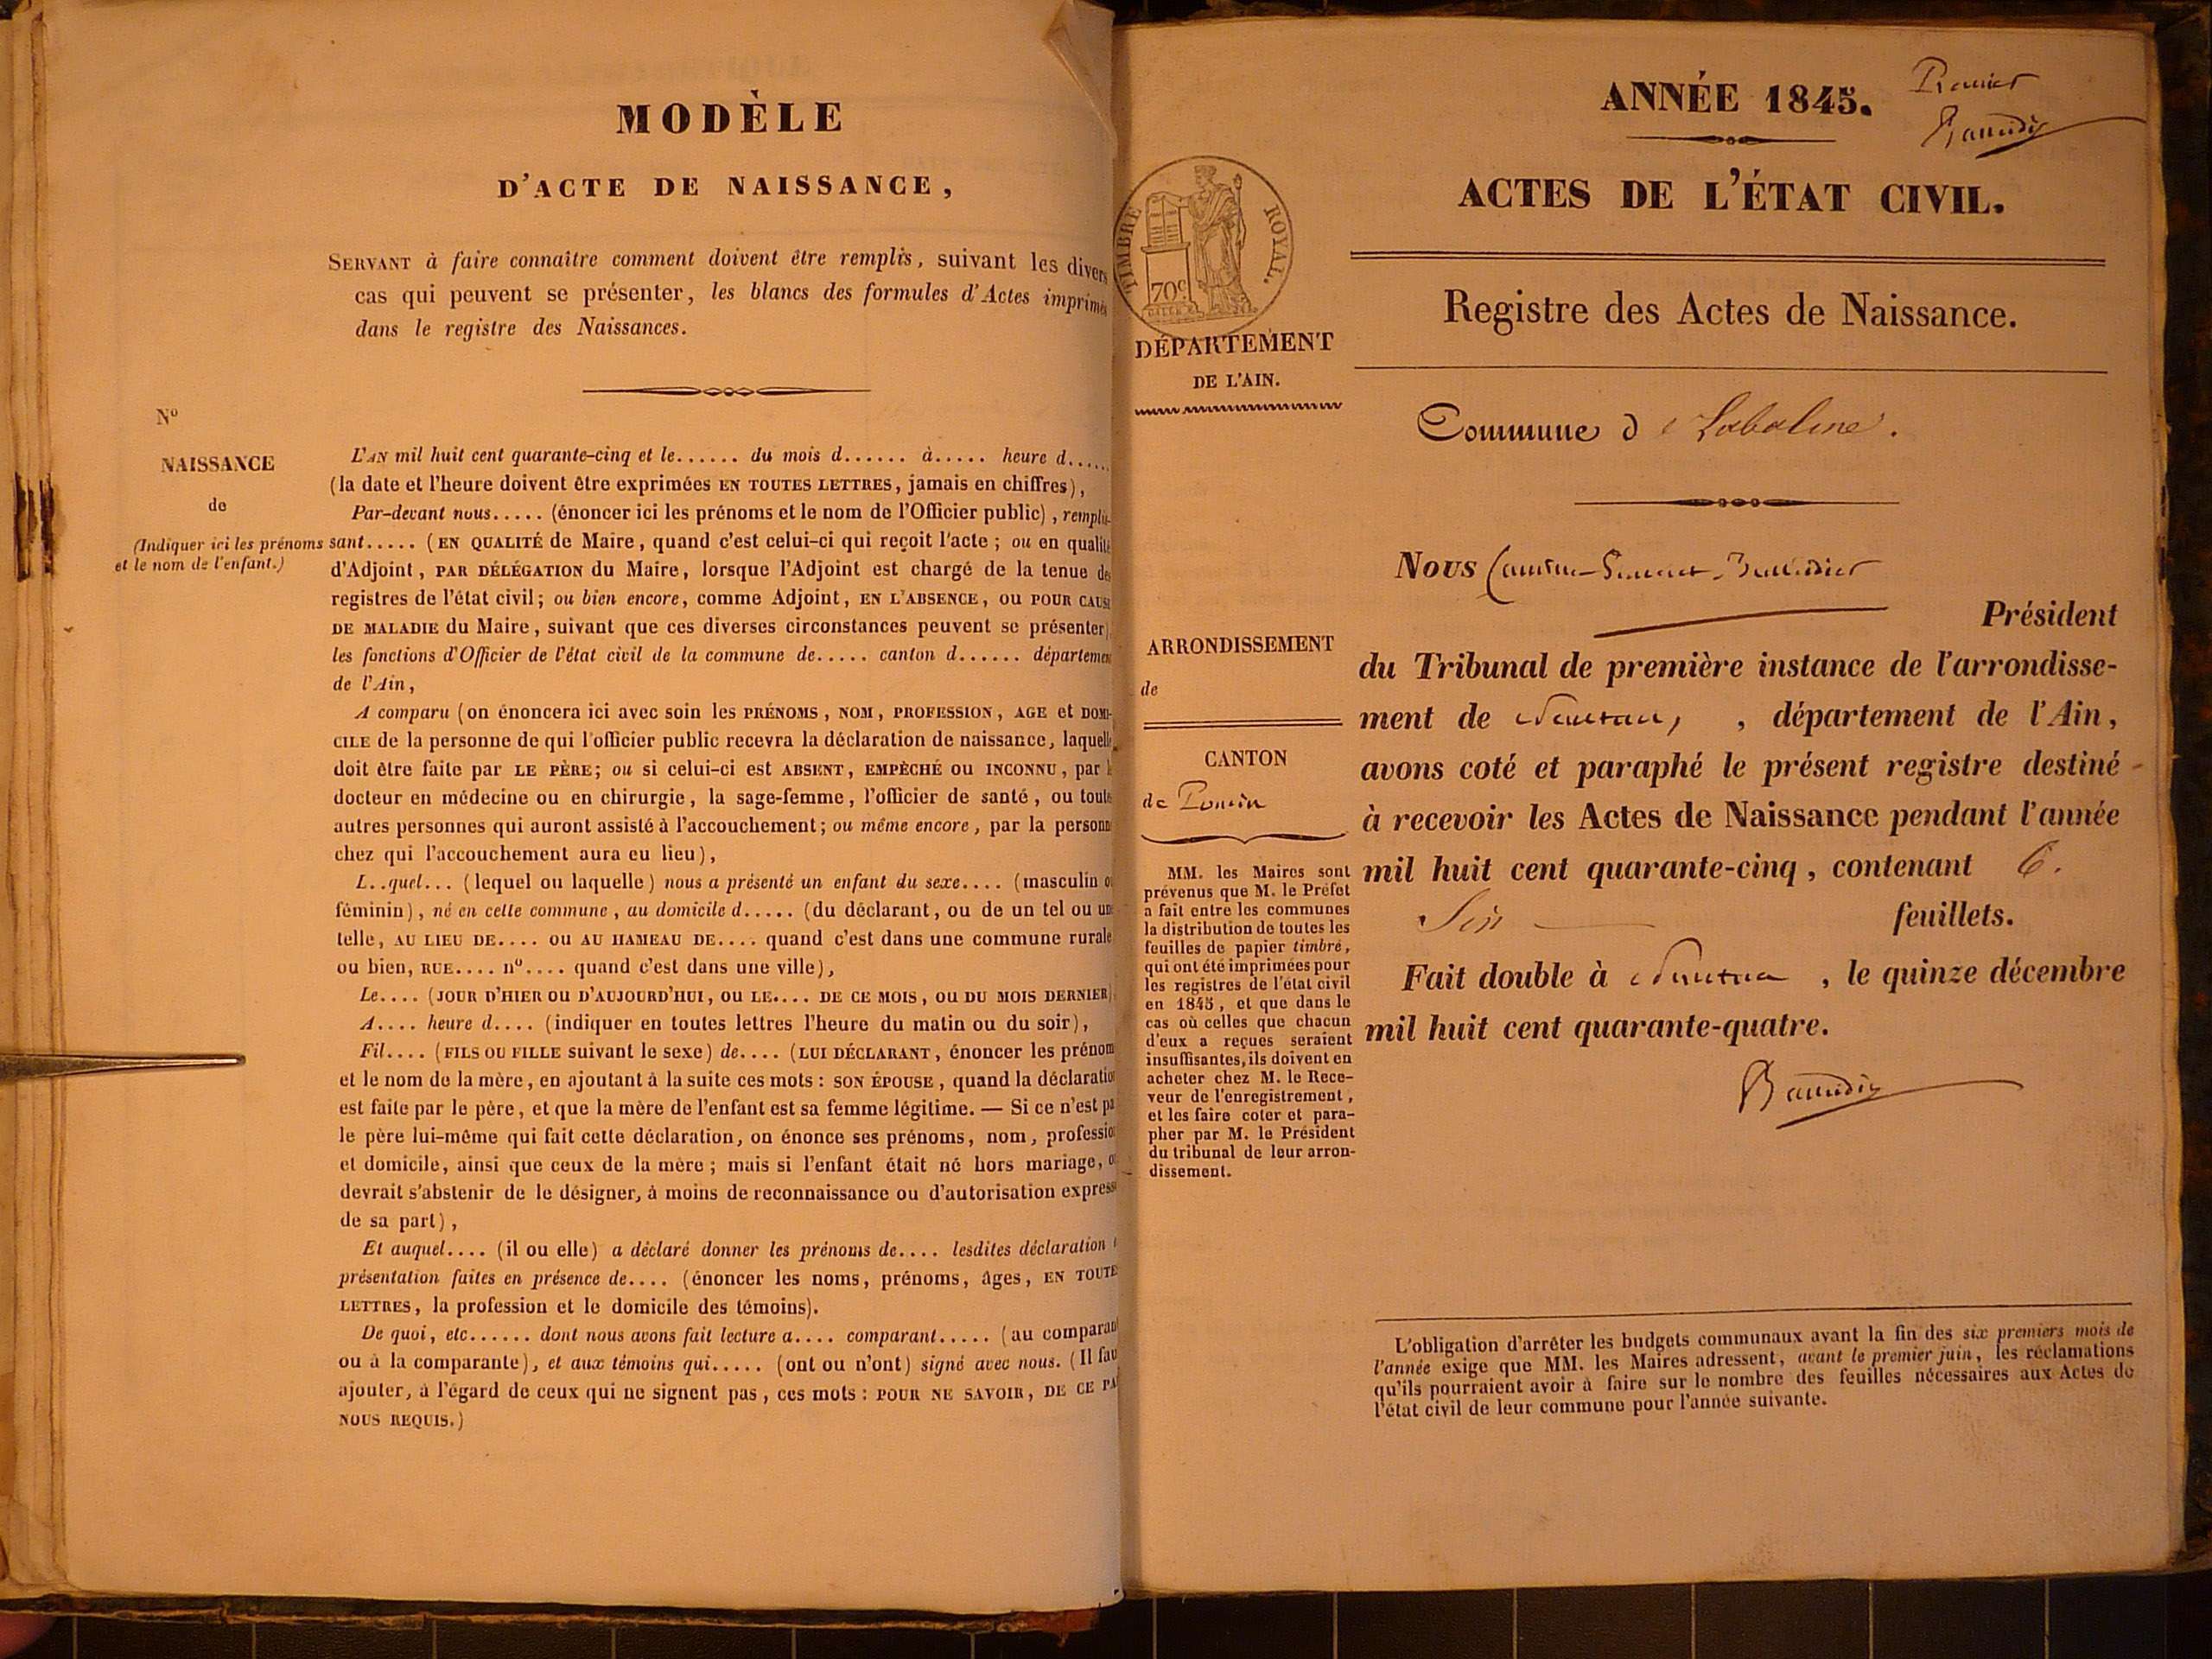 MODÈLE
D'ACTE DE NAISSANCE,
SERVANT à faire connaître comment doivent être remplis, suivant les divers
cas qui peuvent se présenter, les blancs des formules d'Actes imprimés
dans le registre des Naissances.
N°
NAISSANCE
de
(Indiquer ici les prénoms
et le nom de l'enfant.)
L'AN mil huit cent quarante-cinq et le...... du mois d...... à..... heure d......
(la date et l'heure doivent être exprimées EN TOUTES LETTRES, jamais en chiffres),
Par-devant nous..... (énoncer ici les prénoms et le nom de l'Officier public), remplis-
sant..... (EN QUALITÉ de Maire, quand c'est celui-ci qui reçoit l'acte; ou en qualité
d'Adjoint, PAR DÉLÉGATION du Maire, lorsque l'Adjoint est chargé de la tenue des
registres de l'état civil; ou bien encore, comme Adjoint, EN L'ABSENCE, OU POUR CAUSE
DE MALADIE du Maire, suivant que ces diverses circonstances peuvent se présenter)
les fonctions d'Officier de l'état civil de la commune de..... canton d...... département
de l'Ain,
A comparu (on énoncera ici avec soin les PRÉNOMS, NOM, PROFESSION, AGE et DOMI-
CILE de la personne de qui l'officier public recevra la déclaration de naissance, laquelle
doit être faite par LE PÈRE; ou si celui-ci est ABSENT, EMPÊCHÉ ou INCONNU, par le
docteur en médecine ou en chirurgie, la sage-femme, l'officier de santé, ou toute
autres personnes qui auront assisté à l'accouchement; ou même encore, par la personne
chez qui l'accouchement aura eu lieu),
L..quel... (lequel ou laquelle) nous a présenté un enfant du sexe.... (masculin ou
féminin), né en cette commune, au domicile d..... (du déclarant, ou de un tel ou une
telle, AU LIEU DE.... OU AU HAMEAU DE.... quand c'est dans une commune rurale
ou bien, RUE.... n°.... quand c'est dans une ville),
Le.... (JOUR D'HIER OU D'AUJOURD'HUI, OU LE.... DE CE MOIS, OU DU MOIS DERNIER)
A.... heure d.... (indiquer en toutes lettres l'heure du matin ou du soir),
Fil.... (FILS OU FILLE suivant le sexe) de.... (LUI DÉCLARANT, énoncer les prénoms
et le nom de la mère, en ajoutant à la suite ces mots: SON ÉPOUSE, quand la déclaration
est faite par le père, et que la mère de l'enfant est sa femme légitime. — Si ce n'est pas
le père lui-même qui fait cette déclaration, on énonce ses prénoms, nom, profession
et domicile, ainsi que ceux de la mère; mais si l'enfant était né hors mariage, on
devrait s'abstenir de le désigner, à moins de reconnaissance ou d'autorisation expresse
de sa part),
Et auquel.... (il ou elle) a déclaré donner les prénoms de.... lesdites déclaration et
présentation faites en présence de.... (énoncer les noms, prénoms, âges, EN TOUTES
LETTRES, la profession et le domicile des témoins).
De quoi, etc...... dont nous avons fait lecture a.... comparant..... (au comparant
ou à la comparante), et aux témoins qui..... (ont ou n'ont) signé avec nous. (Il faut
ajouter, à l'égard de ceux qui ne signent pas, ces mots: POUR NE SAVOIR, DE CE PAR
NOUS REQUIS.)
ANNÉE 1845.
Premier
ACTES DE L'ÉTAT CIVIL.
TIMBRE ROYAL.
70c
Registre des Actes de Naissance.
DÉPARTEMENT
DE L'AIN.
Commune de Labalme.
Nous
Président
du Tribunal de première instance de l'arrondisse-
ment de Nantua, département de l'Ain,
avons coté et paraphé le présent registre destiné
à recevoir les Actes de Naissance pendant l'année
mil huit cent quarante-cinq, contenant 6.
Six feuillets.
Fait double à Nantua, le quinze décembre
mil huit cent quarante-quatre.
ARRONDISSEMENT
de
CANTON
de Poncin
MM. les Maires sont
prévenus que M. le Préfet
a fait entre les communes
la distribution de toutes les
feuilles de papier timbré,
qui ont été imprimées pour
les registres de l'état civil
en 1845, et que dans le
cas où celles que chacun
d'eux a reçues seraient
insuffisantes, ils doivent en
acheter chez M. le Rece-
veur de l'enregistrement,
et les faire coter et para-
pher par M. le Président
du tribunal de leur arron-
dissement.
L'obligation d'arrêter les budgets communaux avant la fin des six premiers mois de
l'année exige que MM. les Maires adressent, avant le premier juin, les réclamations
qu'ils pourraient avoir à faire sur le nombre des feuilles nécessaires aux Actes de
l'état civil de leur commune pour l'année suivante.